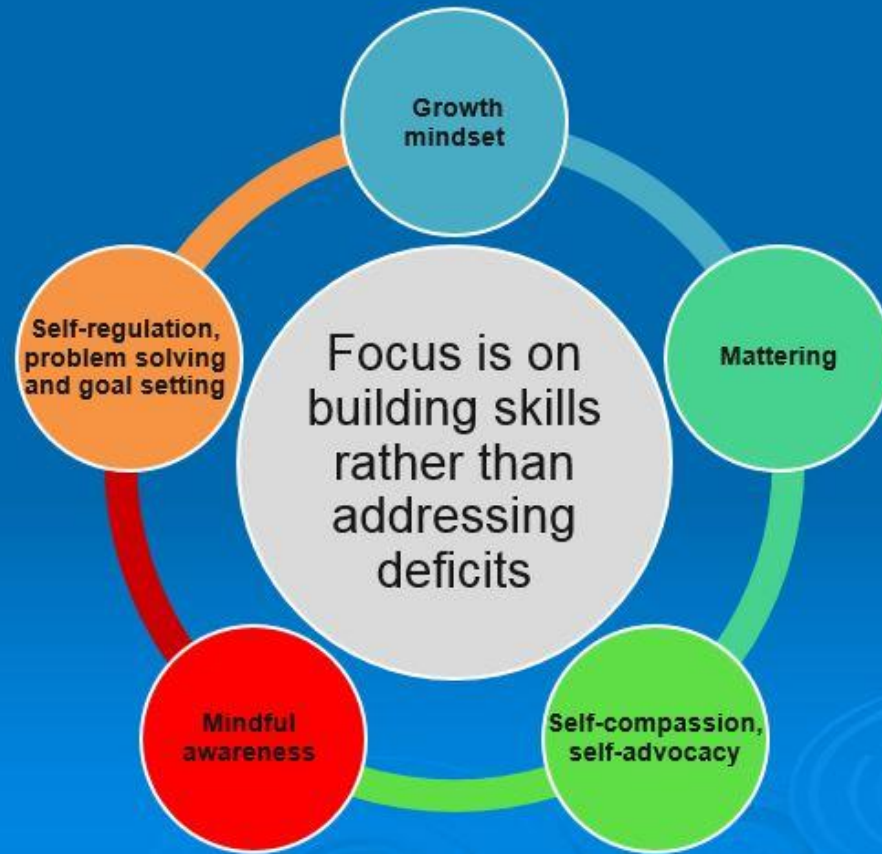 Growth
mindset
Mattering
Self-compassion,
self-advocacy
Mindful
awareness
Self-regulation,
problem solving
and goal setting
Focus is on
building skills
rather than
addressing
deficits